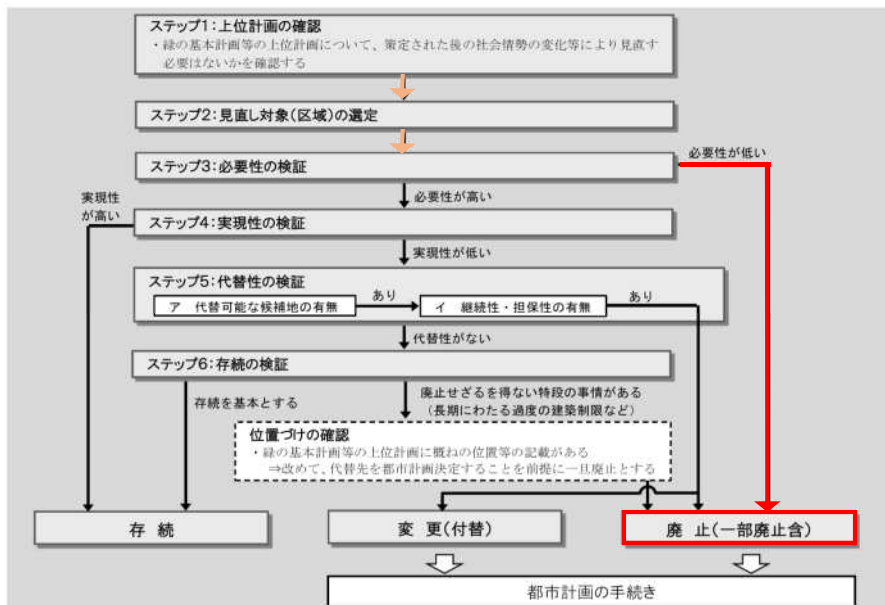 ステップ1：上位計画の確認
・緑の基本計画等の上位計画について、策定された後の社会情勢の変化等により見直す
必要はないかを確認する
ステップ2：見直し対象（区域）の選定
ステップ3：必要性の検証
必要性が低い
必要性が高い
実現性
が高い
ステップ4：実現性の検証
実現性が低い
ステップ5：代替性の検証
ア 代替可能な候補地の有無
あり
イ 継続性・担保性の有無
あり
代替性がない
ステップ6：存続の検証
存続を基本とする
廃止せざるを得ない特段の事情がある
（長期にわたる過度の建築制限など）
位置づけの確認
・緑の基本計画等の上位計画に概ねの位置等の記載がある
⇒改めて、代替先を都市計画決定することを前提に一旦廃止とする
存 続
変 更（付替）
廃 止（一部廃止含）
都市計画の手続き